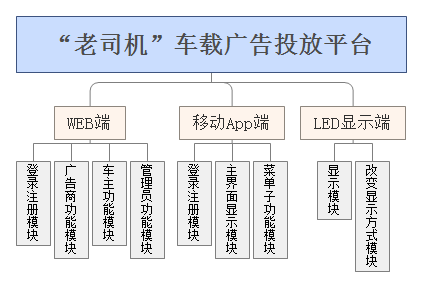 “老司机”车载广告投放平台
WEB端
移动App端
LED显示端
登录注册模块
广告商功能模块
车主功能模块
管理员功能模块
登录注册模块
主界面显示模块
菜单子功能模块
显示模块
改变显示方式模块